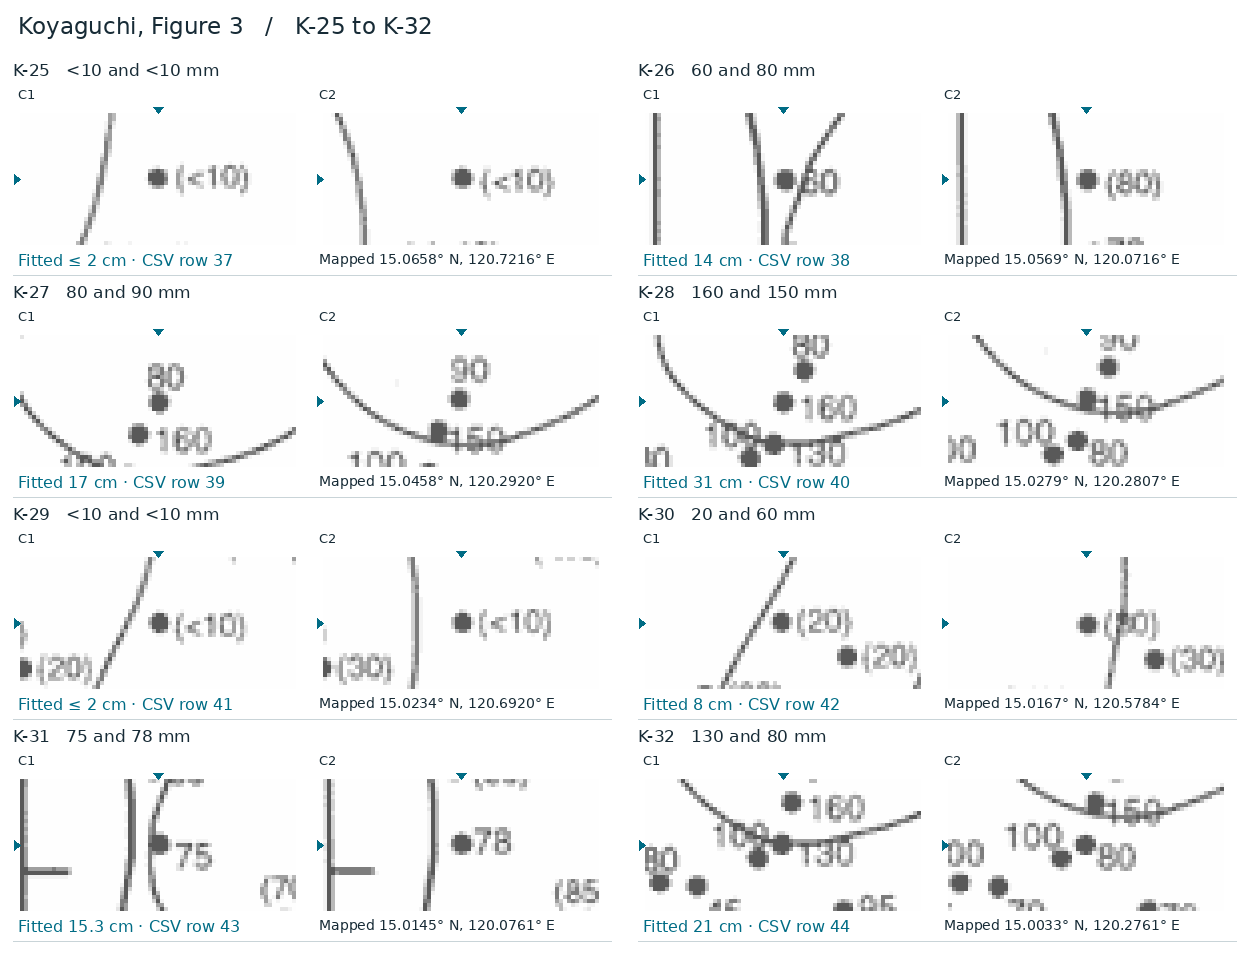 Koyaguchi, Figure 3 / K-25 to K-32
K-25 <10 and <10 mm
C1
C2
(<10)
(<10)
Fitted ≤ 2 cm · CSV row 37
Mapped 15.0658° N, 120.7216° E
K-26 60 and 80 mm
C1
C2
60
(80)
Fitted 14 cm · CSV row 38
Mapped 15.0569° N, 120.0716° E
K-27 80 and 90 mm
C1
C2
80
160
90
150
100
Fitted 17 cm · CSV row 39
Mapped 15.0458° N, 120.2920° E
K-28 160 and 150 mm
C1
C2
80
160
100
130
90
150
100
80
Fitted 31 cm · CSV row 40
Mapped 15.0279° N, 120.2807° E
K-29 <10 and <10 mm
C1
C2
(<10)
(20)
(<10)
(30)
Fitted ≤ 2 cm · CSV row 41
Mapped 15.0234° N, 120.6920° E
K-30 20 and 60 mm
C1
C2
(20)
(20)
(30)
Fitted 8 cm · CSV row 42
Mapped 15.0167° N, 120.5784° E
K-31 75 and 78 mm
C1
C2
75
78
(85
Fitted 15.3 cm · CSV row 43
Mapped 15.0145° N, 120.0761° E
K-32 130 and 80 mm
C1
C2
160
100
130
80
95
150
100
80
Fitted 21 cm · CSV row 44
Mapped 15.0033° N, 120.2761° E